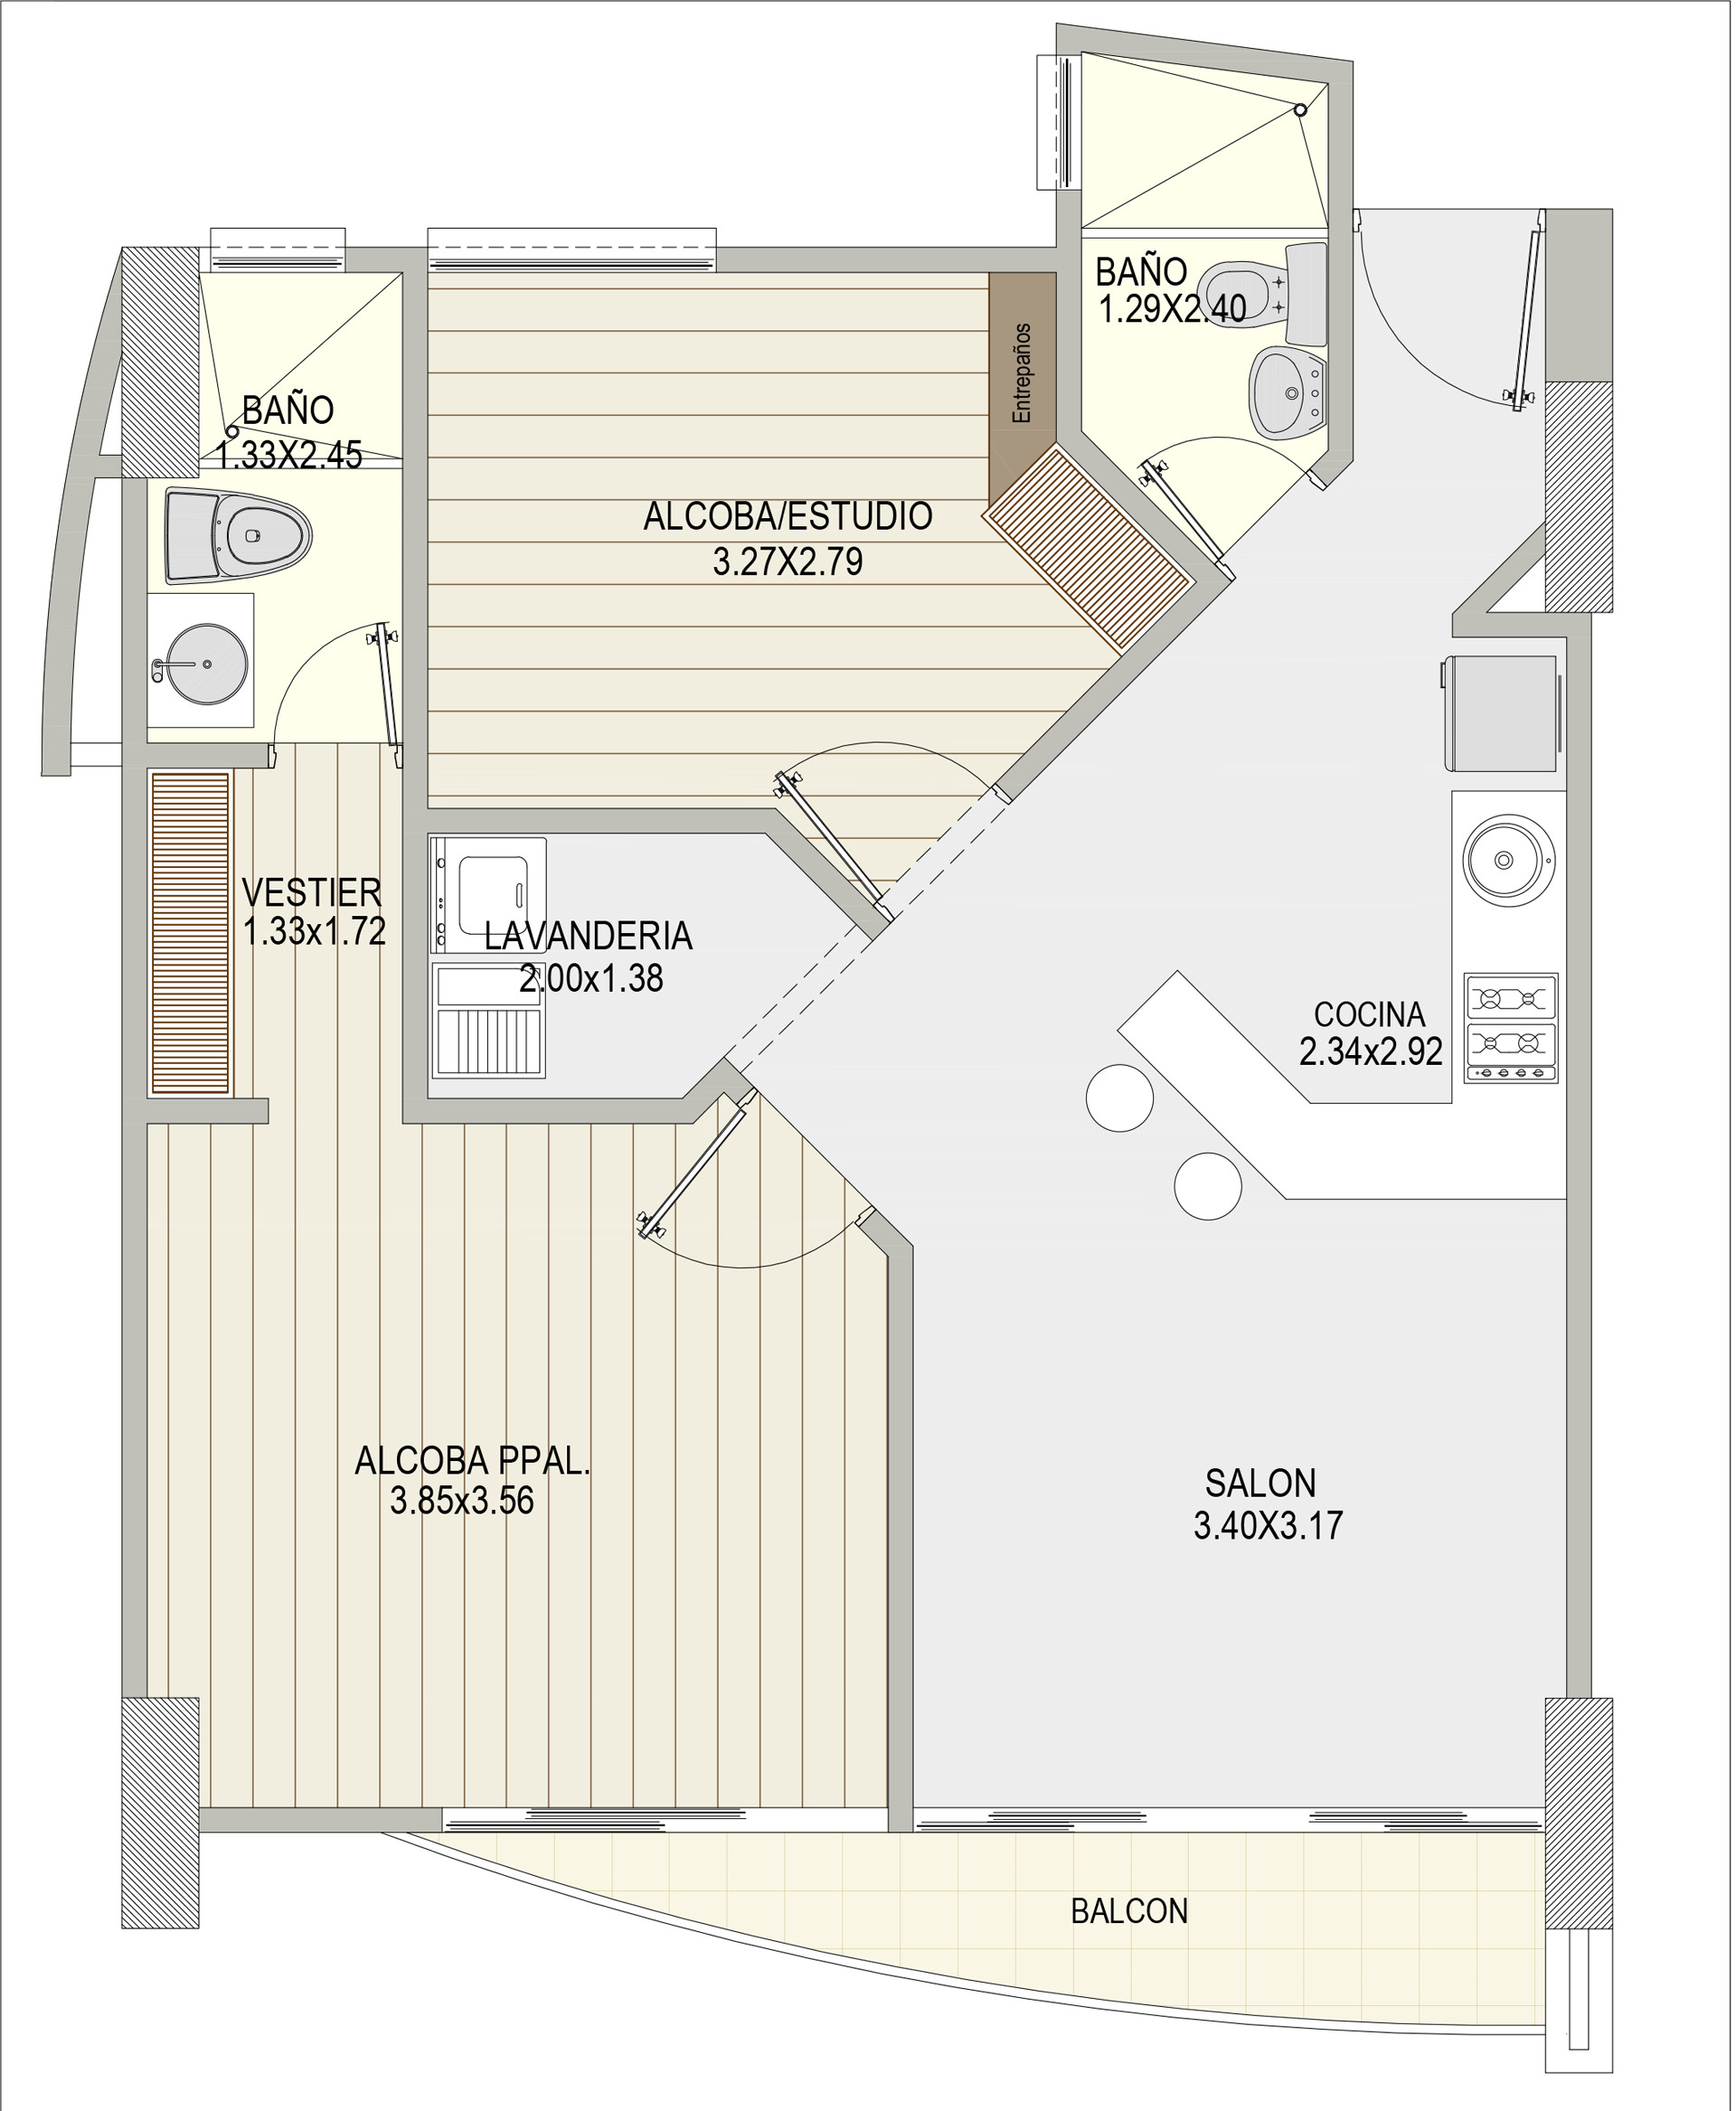 BAÑO
1.29X2.40
Entrepaños
BAÑO
1.33X2.45
ALCOBA/ESTUDIO
3.27X2.79
VESTIER
1.33x1.72
LAVANDERIA
2.00x1.38
COCINA
2.34x2.92
ALCOBA PPAL.
3.85x3.56
SALON
3.40X3.17
BALCON